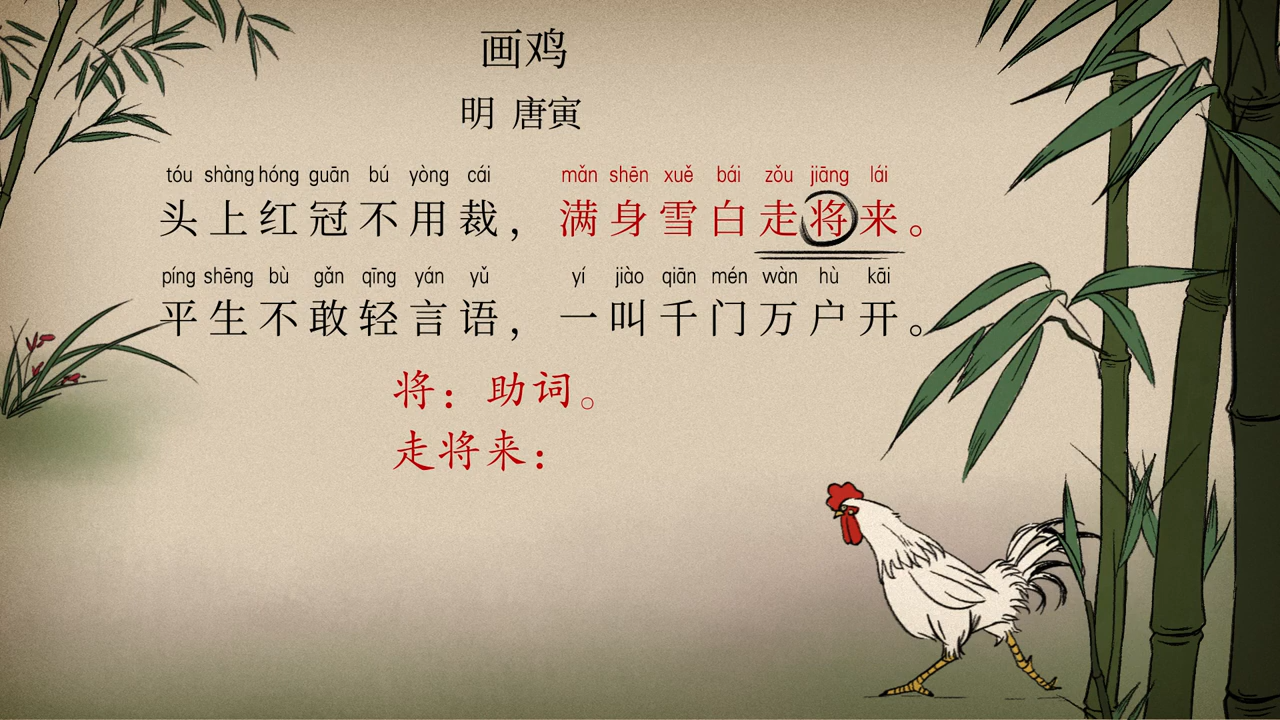 画鸡
明 唐寅
tóu shàng hóng guān bú yòng cái mǎn shēn xuě bái zǒu jiāng lái
头上红冠不用裁，满身雪白走将来。
píng shēng bù gǎn qīng yán yǔ yí jiào qiān mén wàn hù kāi
平生不敢轻言语，一叫千门万户开。
将：助词。
走将来：